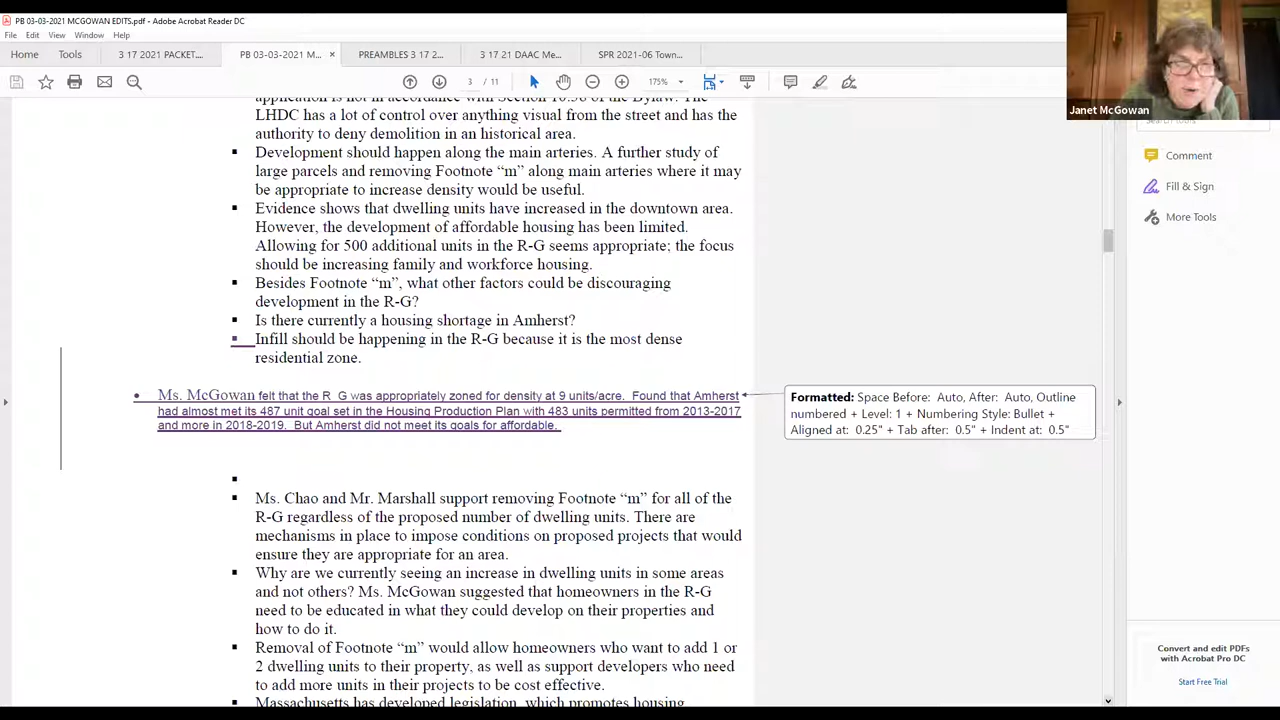 PB 03-03-2021 MCGOWAN EDITS.pdf - Adobe Acrobat Reader DC
File Edit View Window Help
Home Tools 3 17 2021 PACKET.... PB 03-03-2021 M... × PREAMBLES 3 17 2... 3 17 21 DAAC Me... SPR 2021-06 Town...
3 / 11 175%
Janet McGowan
application is not in accordance with Section of the Bylaw. The
LHDC has a lot of control over anything visual from the street and has the
authority to deny demolition in an historical area.
▪ Development should happen along the main arteries. A further study of
large parcels and removing Footnote “m” along main arteries where it may
be appropriate to increase density would be useful.
▪ Evidence shows that dwelling units have increased in the downtown area.
However, the development of affordable housing has been limited.
Allowing for 500 additional units in the R-G seems appropriate; the focus
should be increasing family and workforce housing.
▪ Besides Footnote “m”, what other factors could be discouraging
development in the R-G?
▪ Is there currently a housing shortage in Amherst?
▪ Infill should be happening in the R-G because it is the most dense
residential zone.
• Ms. McGowan felt that the R G was appropriately zoned for density at 9 units/acre. Found that Amherst
had almost met its 487 unit goal set in the Housing Production Plan with 483 units permitted from 2013-2017
and more in 2018-2019. But Amherst did not meet its goals for affordable.
Formatted: Space Before: Auto, After: Auto, Outline
numbered + Level: 1 + Numbering Style: Bullet +
Aligned at: 0.25" + Tab after: 0.5" + Indent at: 0.5"
▪
▪ Ms. Chao and Mr. Marshall support removing Footnote “m” for all of the
R-G regardless of the proposed number of dwelling units. There are
mechanisms in place to impose conditions on proposed projects that would
ensure they are appropriate for an area.
▪ Why are we currently seeing an increase in dwelling units in some areas
and not others? Ms. McGowan suggested that homeowners in the R-G
need to be educated in what they could develop on their properties and
how to do it.
▪ Removal of Footnote “m” would allow homeowners who want to add 1 or
2 dwelling units to their property, as well as support developers who need
to add more units in their projects to be cost effective.
▪ Massachusetts has developed legislation, which promotes housing
Search tools
Comment
Fill & Sign
More Tools
Convert and edit PDFs
with Acrobat Pro DC
Start Free Trial